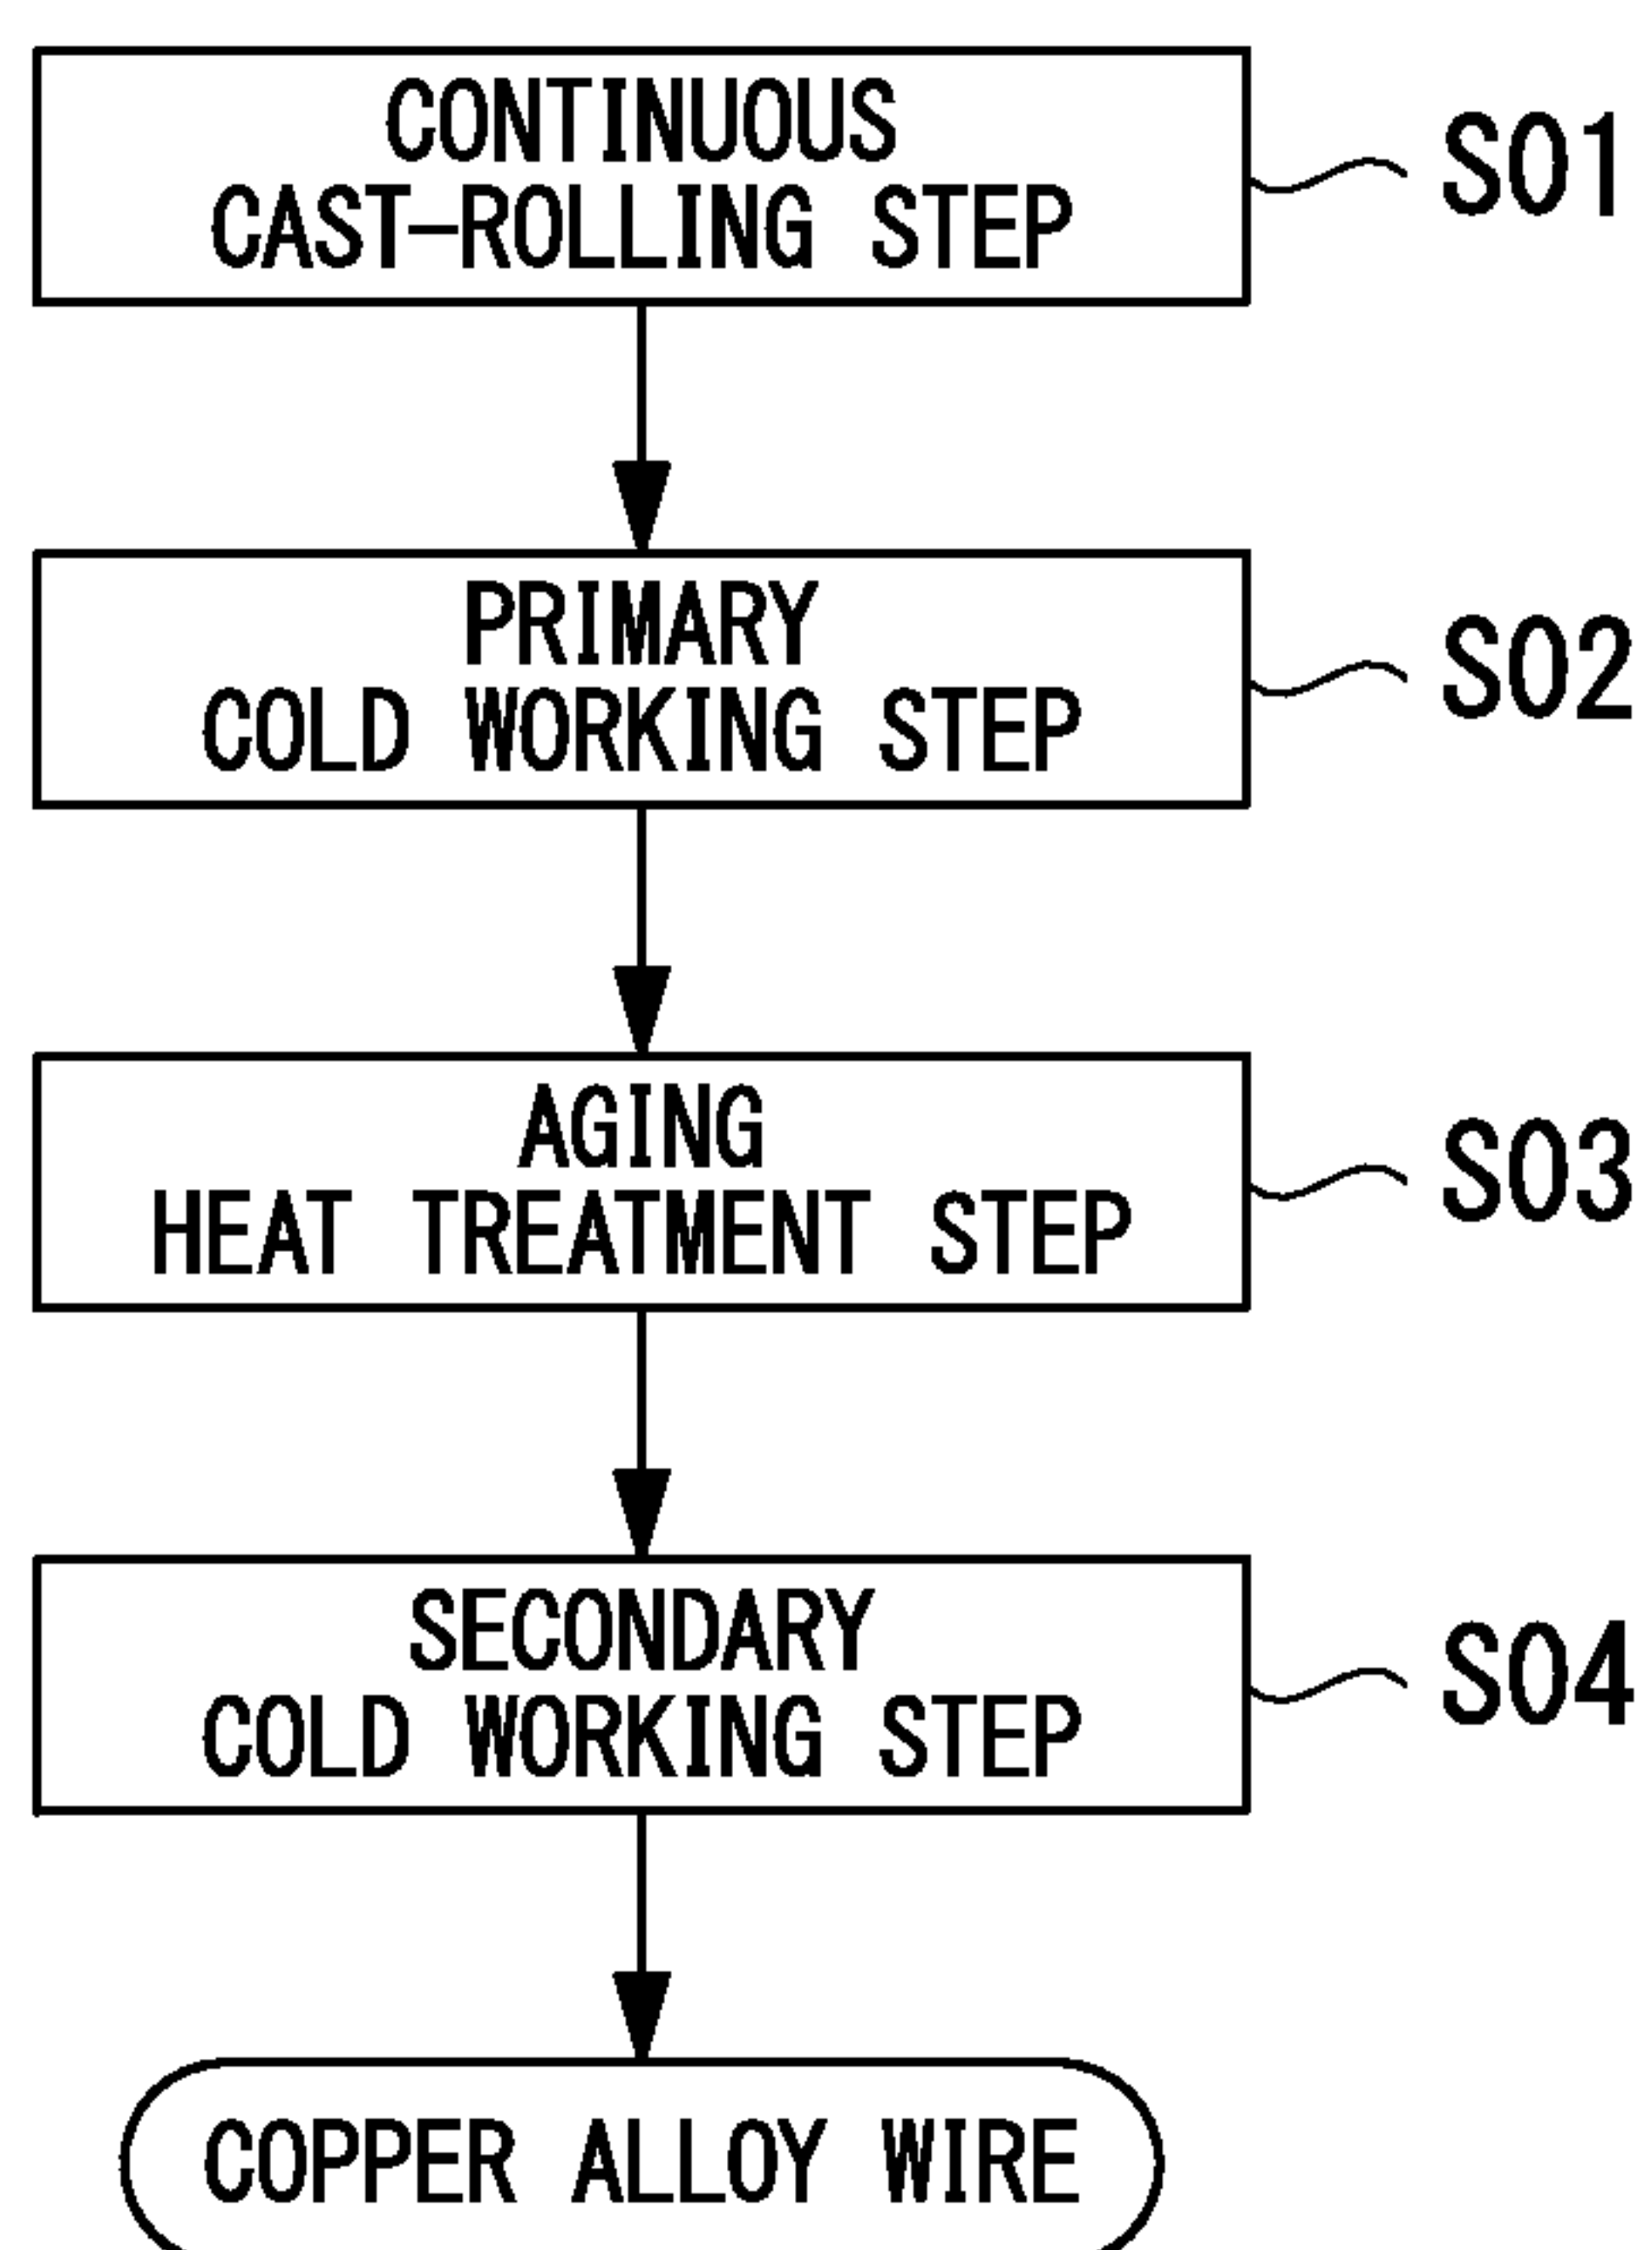 CONTINUOUS
CAST-ROLLING STEP
S01
PRIMARY
COLD WORKING STEP
S02
AGING
HEAT TREATMENT STEP
S03
SECONDARY
COLD WORKING STEP
S04
COPPER ALLOY WIRE